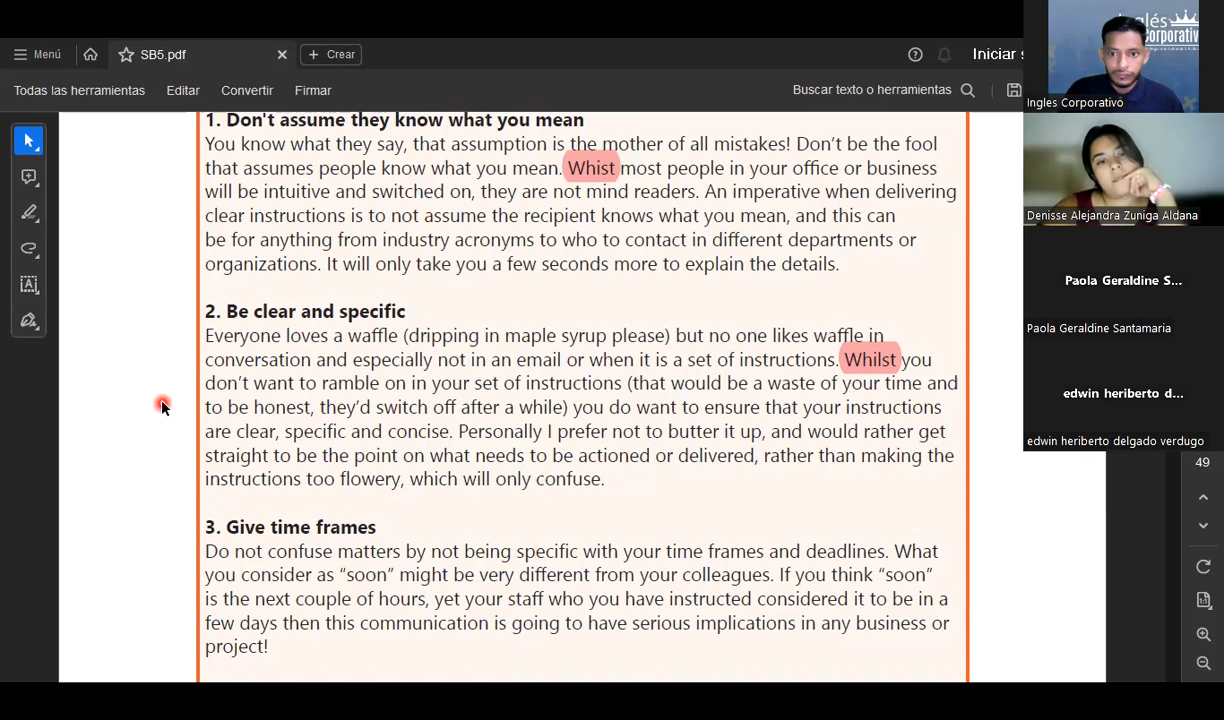 Menú
SB5.pdf
Crear
Iniciar s
Todas las herramientas
Editar
Convertir
Firmar
Buscar texto o herramientas
1. Don't assume they know what you mean
You know what they say, that assumption is the mother of all mistakes! Don't be the fool
that assumes people know what you mean. Whist most people in your office or business
will be intuitive and switched on, they are not mind readers. An imperative when delivering
clear instructions is to not assume the recipient knows what you mean, and this can
be for anything from industry acronyms to who to contact in different departments or
organizations. It will only take you a few seconds more to explain the details.
2. Be clear and specific
Everyone loves a waffle (dripping in maple syrup please) but no one likes waffle in
conversation and especially not in an email or when it is a set of instructions. Whilst you
don't want to ramble on in your set of instructions (that would be a waste of your time and
to be honest, they'd switch off after a while) you do want to ensure that your instructions
are clear, specific and concise. Personally I prefer not to butter it up, and would rather get
straight to be the point on what needs to be actioned or delivered, rather than making the
instructions too flowery, which will only confuse.
3. Give time frames
Do not confuse matters by not being specific with your time frames and deadlines. What
you consider as “soon” might be very different from your colleagues. If you think “soon”
is the next couple of hours, yet your staff who you have instructed considered it to be in a
few days then this communication is going to have serious implications in any business or
project!
Inglés
Corporativo
Denisse Alejandra Zuniga Aldana
Paola Geraldine S...
Paola Geraldine Santamaria
edwin heriberto d...
edwin heriberto delgado verdugo
49